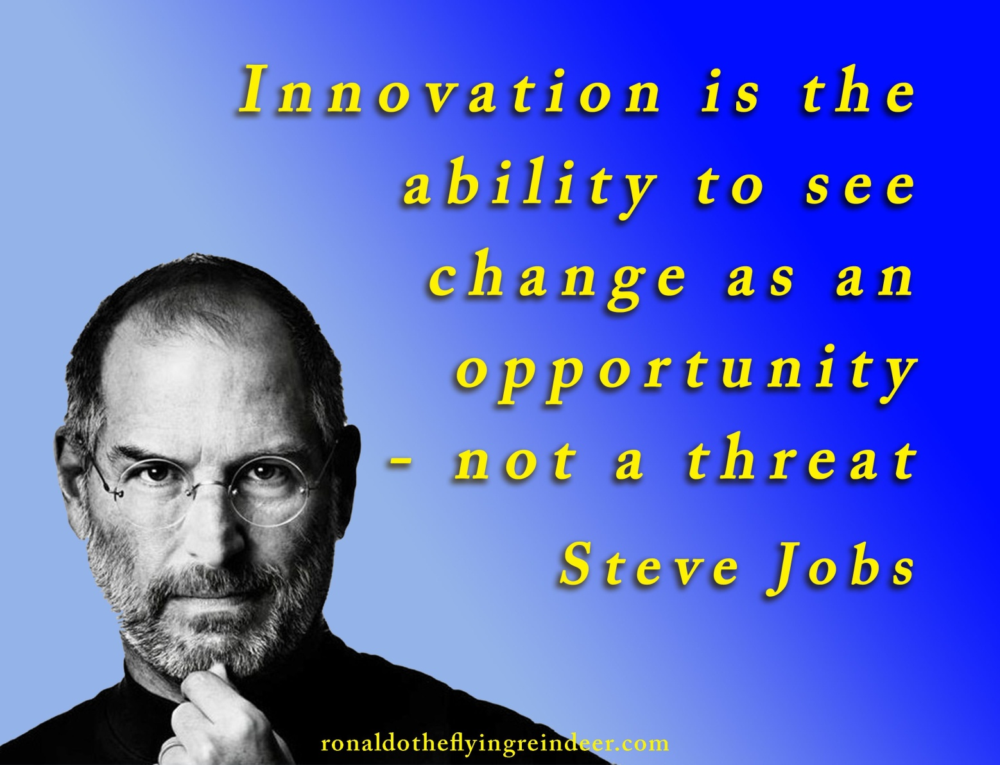 Innovation is the
ability to see
change as an
opportunity
- not a threat
Steve Jobs
ronaldotheflyingreindeer.com